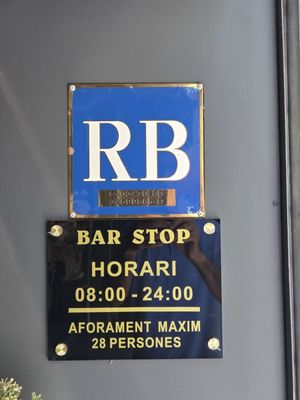 RB
BAR STOP
HORARI
08:00 - 24:00
AFORAMENT MAXIM
28 PERSONES